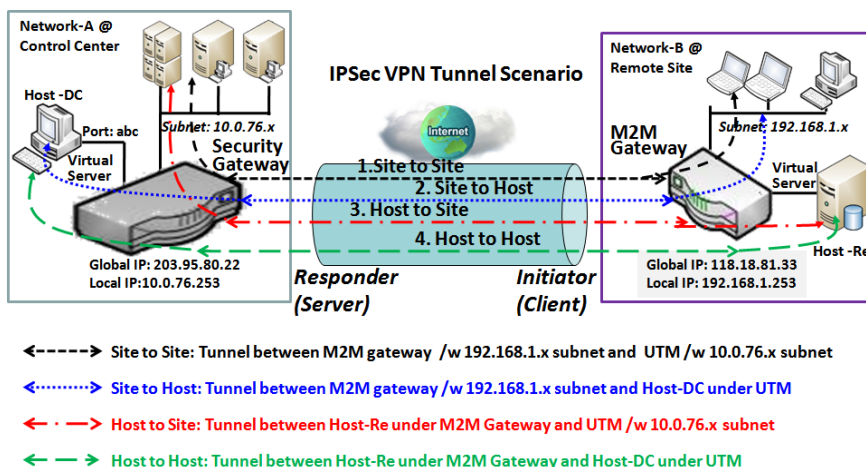 Network-A @
Control Center
Host -DC
Port: abc
Virtual
Server
Subnet: 10.0.76.x
Security
Gateway
Global IP: 203.95.80.22
Local IP:10.0.76.253
IPSec VPN Tunnel Scenario
Internet
1.Site to Site
2. Site to Host
3. Host to Site
4. Host to Host
Responder
(Server)
Initiator
(Client)
Network-B @
Remote Site
Subnet: 192.168.1.x
M2M
Gateway
Virtual
Server
Host -Re
Global IP: 118.18.81.33
Local IP: 192.168.1.253
Site to Site: Tunnel between M2M gateway /w 192.168.1.x subnet and UTM /w 10.0.76.x subnet
Site to Host: Tunnel between M2M gateway /w 192.168.1.x subnet and Host-DC under UTM
Host to Site: Tunnel between Host-Re under M2M Gateway and UTM /w 10.0.76.x subnet
Host to Host: Tunnel between Host-Re under M2M Gateway and Host-DC under UTM